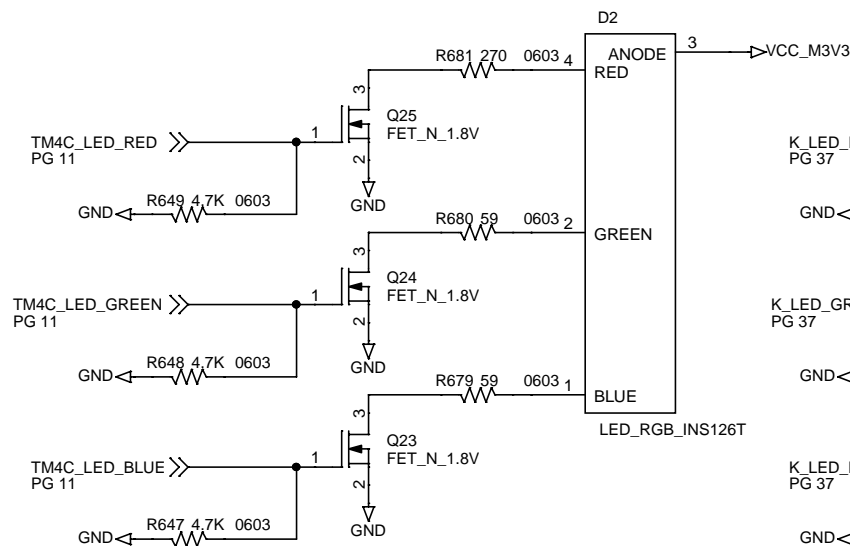 D2
R681 270 0603 4
ANODE 3 VCC_M3V3
RED
3
Q25
FET_N_1.8V
1
2
TM4C_LED_RED
PG 11
K_LED_
PG 37
R649 4.7K 0603
GND
GND
GND
R680 59 0603 2
GREEN
3
Q24
FET_N_1.8V
1
2
TM4C_LED_GREEN
PG 11
K_LED_GR
PG 37
R648 4.7K 0603
GND
GND
GND
R679 59 0603 1
BLUE
LED_RGB_INS126T
3
Q23
FET_N_1.8V
1
2
TM4C_LED_BLUE
PG 11
K_LED_
PG 37
R647 4.7K 0603
GND
GND
GND